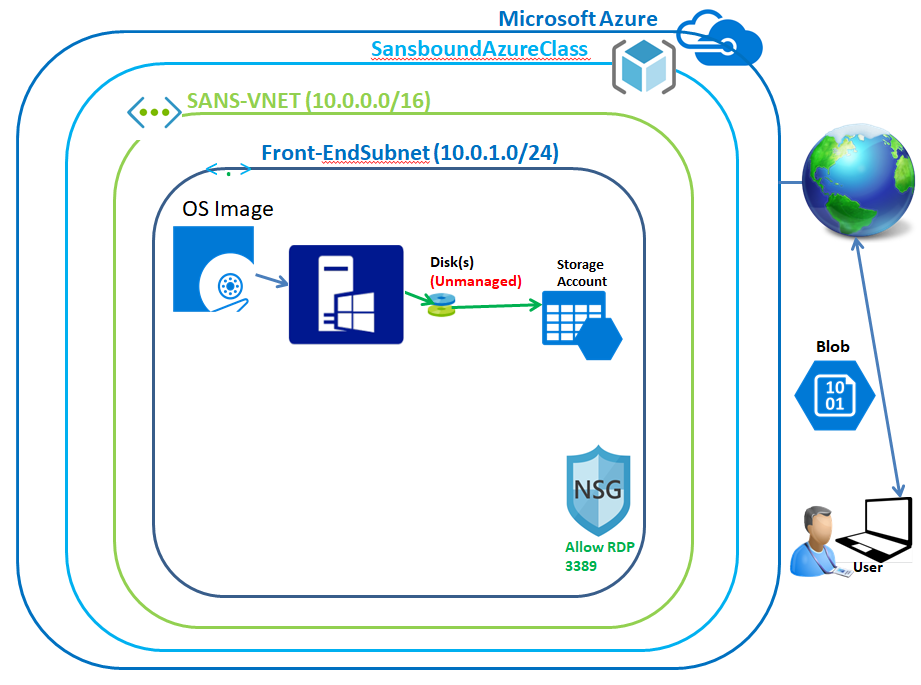 Microsoft Azure
SansboundAzureClass
SANS-VNET (10.0.0.0/16)
Front-EndSubnet (10.0.1.0/24)
OS Image
Disk(s)
(Unmanaged)
Storage
Account
Blob
10
01
NSG
Allow RDP
3389
User